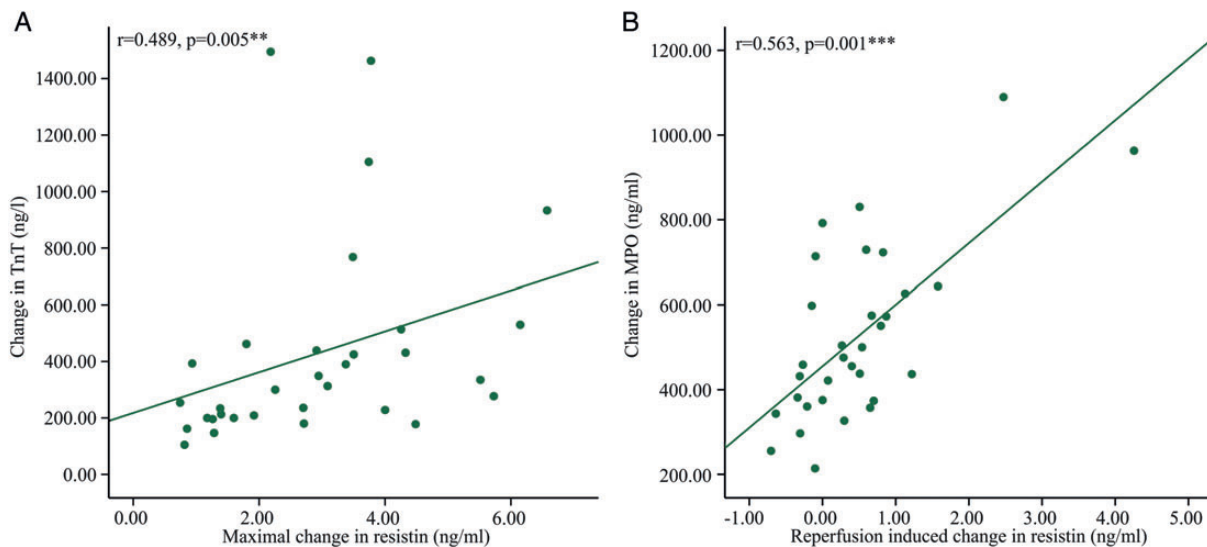 A
r=0.489, p=0.005**
1400.00
1200.00
1000.00
800.00
600.00
400.00
200.00
0.00
Change in TnT (ng/l)
0.00 2.00 4.00 6.00
Maximal change in resistin (ng/ml)
B
r=0.563, p=0.001***
1200.00
1000.00
800.00
600.00
400.00
200.00
Change in MPO (ng/ml)
-1.00 0.00 1.00 2.00 3.00 4.00 5.00
Reperfusion induced change in resistin (ng/ml)